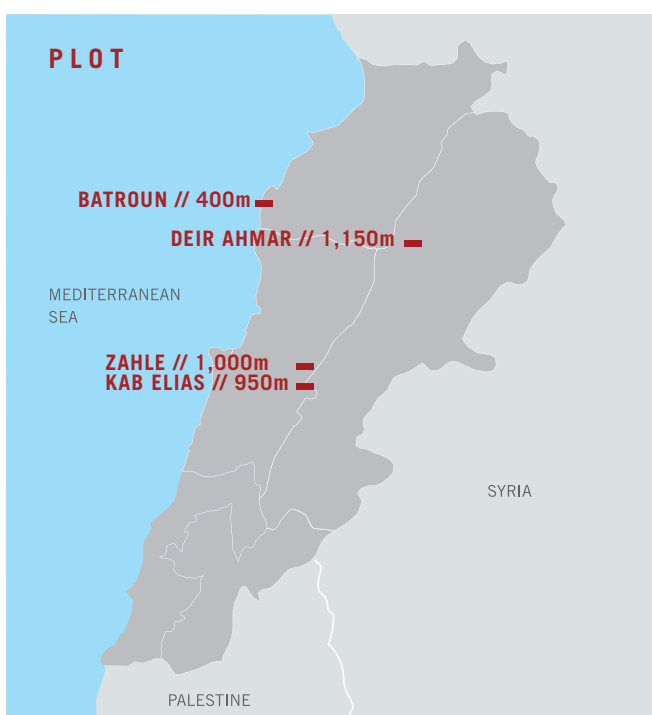 PLOT
BATROUN // 400m
DEIR AHMAR // 1,150m
MEDITERRANEAN
SEA
ZAHLE // 1,000m
KAB ELIAS // 950m
SYRIA
PALESTINE